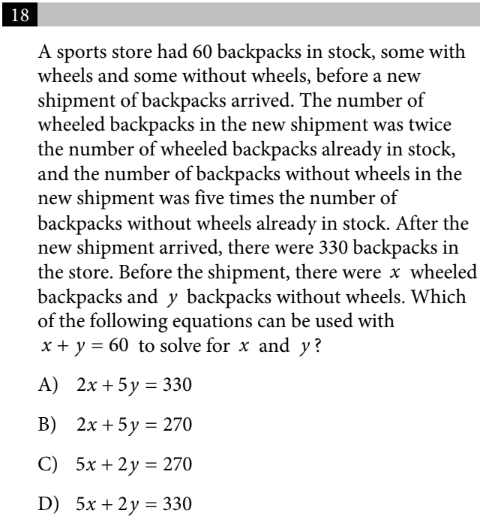 18
A sports store had 60 backpacks in stock, some with
wheels and some without wheels, before a new
shipment of backpacks arrived. The number of
wheeled backpacks in the new shipment was twice
the number of wheeled backpacks already in stock,
and the number of backpacks without wheels in the
new shipment was five times the number of
backpacks without wheels already in stock. After the
new shipment arrived, there were 330 backpacks in
the store. Before the shipment, there were x wheeled
backpacks and y backpacks without wheels. Which
of the following equations can be used with
x + y = 60 to solve for x and y?
A) 2x + 5y = 330
B) 2x + 5y = 270
C) 5x + 2y = 270
D) 5x + 2y = 330